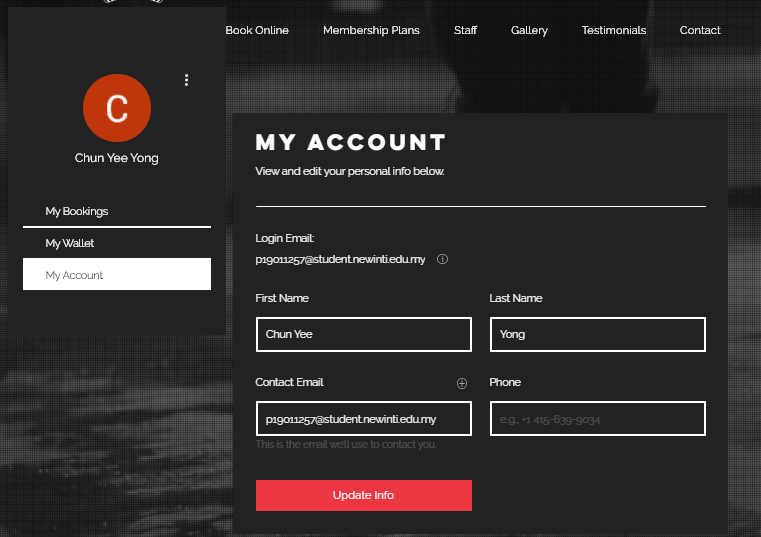 Book Online Membership Plans Staff Gallery Testimonials Contact
C
Chun Yee Yong
My Bookings
My Wallet
My Account
MY ACCOUNT
View and edit your personal info below.
Login Email:
p19011257@student.newinti.edu.my
First Name Last Name
Chun Yee Yong
Contact Email Phone
p19011257@student.newinti.edu.my e.g., +1 415-639-9034
This is the email we'll use to contact you.
Update Info